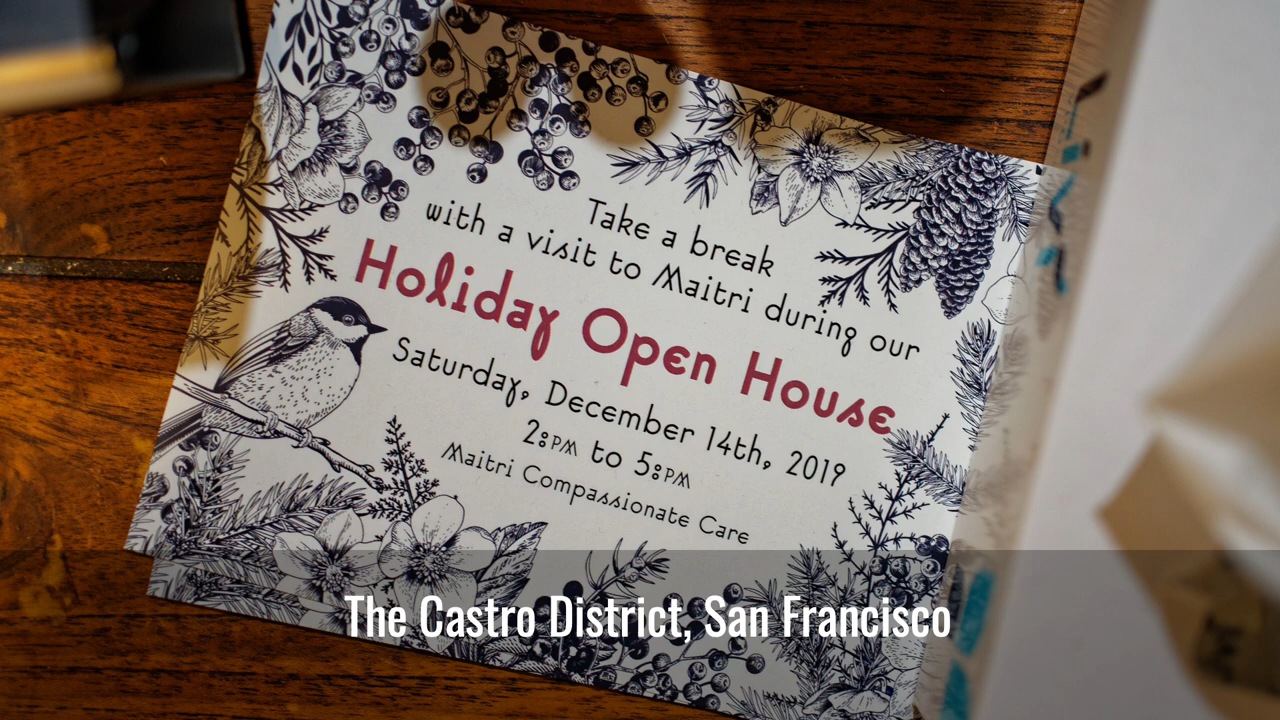 Take a break
with a visit to Maitri during our
Holiday Open House
Saturday, December 14th, 2019
2:PM to 5:PM
Maitri Compassionate Care
The Castro District, San Francisco